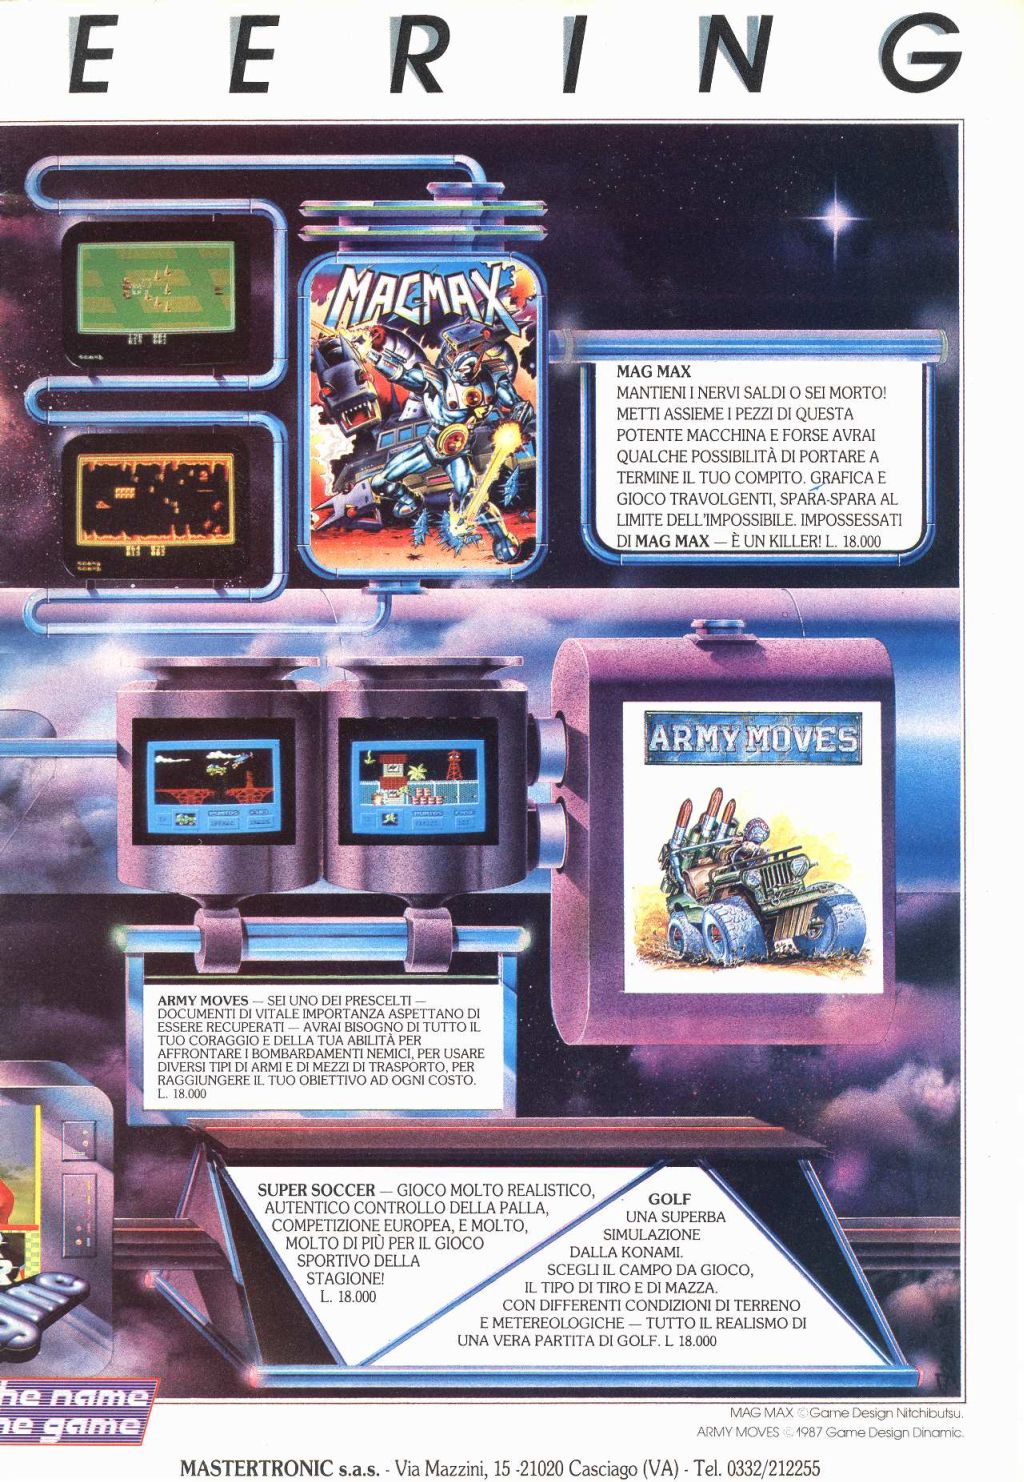 EERING
MAGMAX
MAG MAX
MANTIENI I NERVI SALDI O SEI MORTO!
METTI ASSIEME I PEZZI DI QUESTA
POTENTE MACCHINA E FORSE AVRAI
QUALCHE POSSIBILITÀ DI PORTARE A
TERMINE IL TUO COMPITO. GRAFICA E
GIOCO TRAVOLGENTI, SPARA-SPARA AL
LIMITE DELL'IMPOSSIBILE. IMPOSSESSATI
DI MAG MAX — È UN KILLER! L. 18.000
ARMY MOVES
ARMY MOVES — SEI UNO DEI PRESCELTI —
DOCUMENTI DI VITALE IMPORTANZA ASPETTANO DI
ESSERE RECUPERATI — AVRAI BISOGNO DI TUTTO IL
TUO CORAGGIO E DELLA TUA ABILITÀ PER
AFFRONTARE I BOMBARDAMENTI NEMICI, PER USARE
DIVERSI TIPI DI ARMI E DI MEZZI DI TRASPORTO, PER
RAGGIUNGERE IL TUO OBIETTIVO AD OGNI COSTO.
L. 18.000
SUPER SOCCER — GIOCO MOLTO REALISTICO,
AUTENTICO CONTROLLO DELLA PALLA,
COMPETIZIONE EUROPEA, E MOLTO,
MOLTO DI PIÙ PER IL GIOCO
SPORTIVO DELLA
STAGIONE!
L. 18.000
GOLF
UNA SUPERBA
SIMULAZIONE
DALLA KONAMI.
SCEGLI IL CAMPO DA GIOCO,
IL TIPO DI TIRO E DI MAZZA.
CON DIFFERENTI CONDIZIONI DI TERRENO
E METEREOLOGICHE — TUTTO IL REALISMO DI
UNA VERA PARTITA DI GOLF. L 18.000
he name
he game
MAG MAX © Game Design Nitchibutsu.
ARMY MOVES © 1987 Game Design Dinamic.
MASTERTRONIC s.a.s. - Via Mazzini, 15 -21020 Casciago (VA) - Tel. 0332/212255